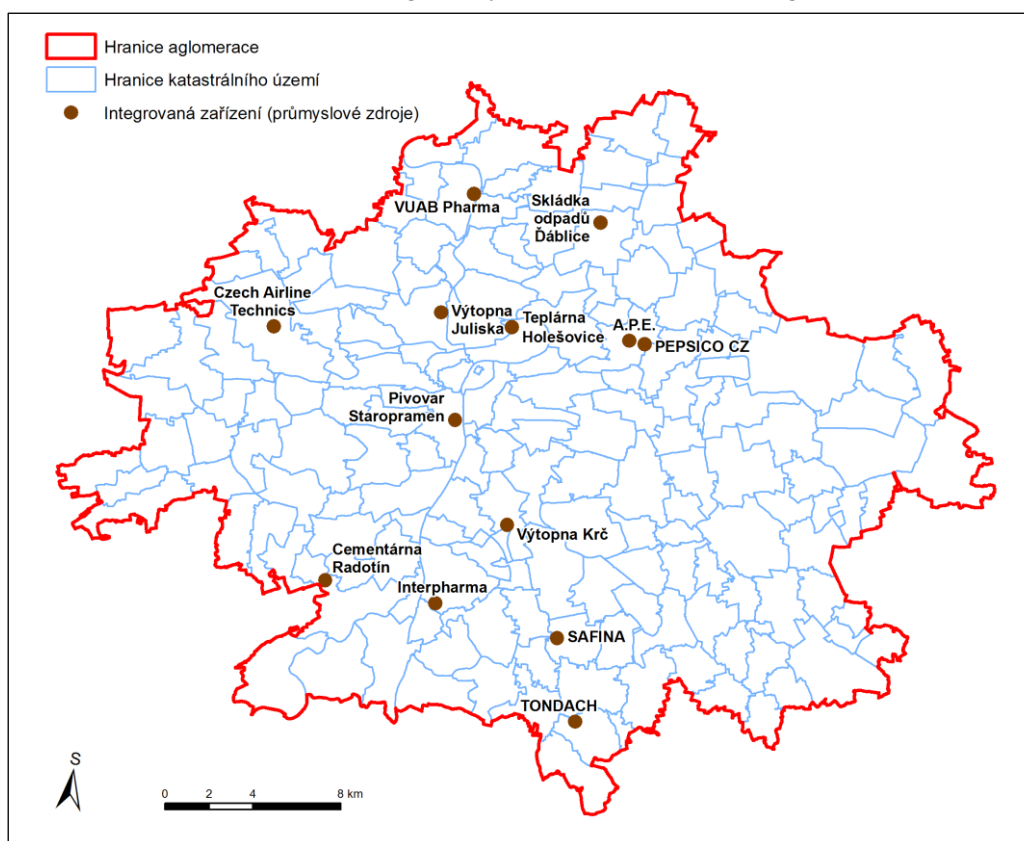 Hranice aglomerace
Hranice katastrálního území
Integrovaná zařízení (průmyslové zdroje)
VUAB Pharma
Skládka
odpadů
Ďáblice
Czech Airline
Technics
Výtopna
Juliska
Teplárna
Holešovice
A.P.E.
PEPSICO CZ
Pivovar
Staropramen
Výtopna Krč
Cementárna
Radotín
Interpharma
SAFINA
TONDACH
S
0 2 4 8 km